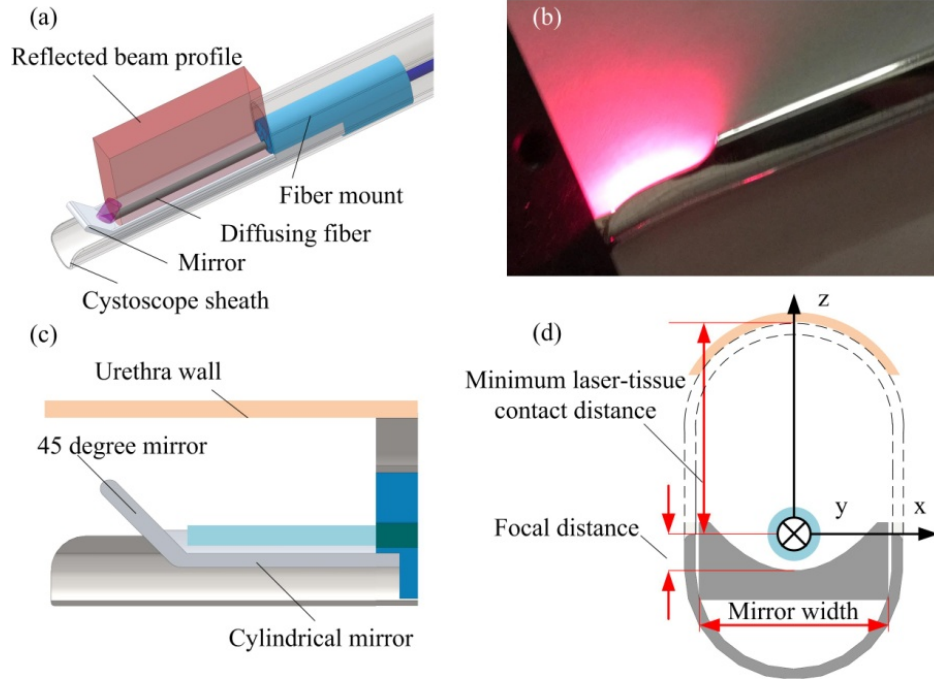 (a)
Reflected beam profile
Fiber mount
Diffusing fiber
Mirror
Cystoscope sheath
(b)
(c)
Urethra wall
45 degree mirror
Cylindrical mirror
(d)
z
Minimum laser-tissue
contact distance
Focal distance
y
x
Mirror width